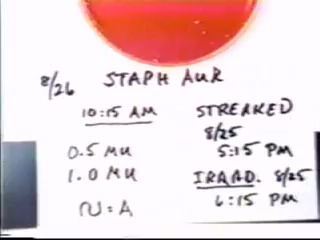 8/26 STAPH AUR
10:15 AM
0.5 MU
1.0 MU
N = A
STREAKED
8/25
5:15 PM
IRRAD. 8/25
6:15 PM